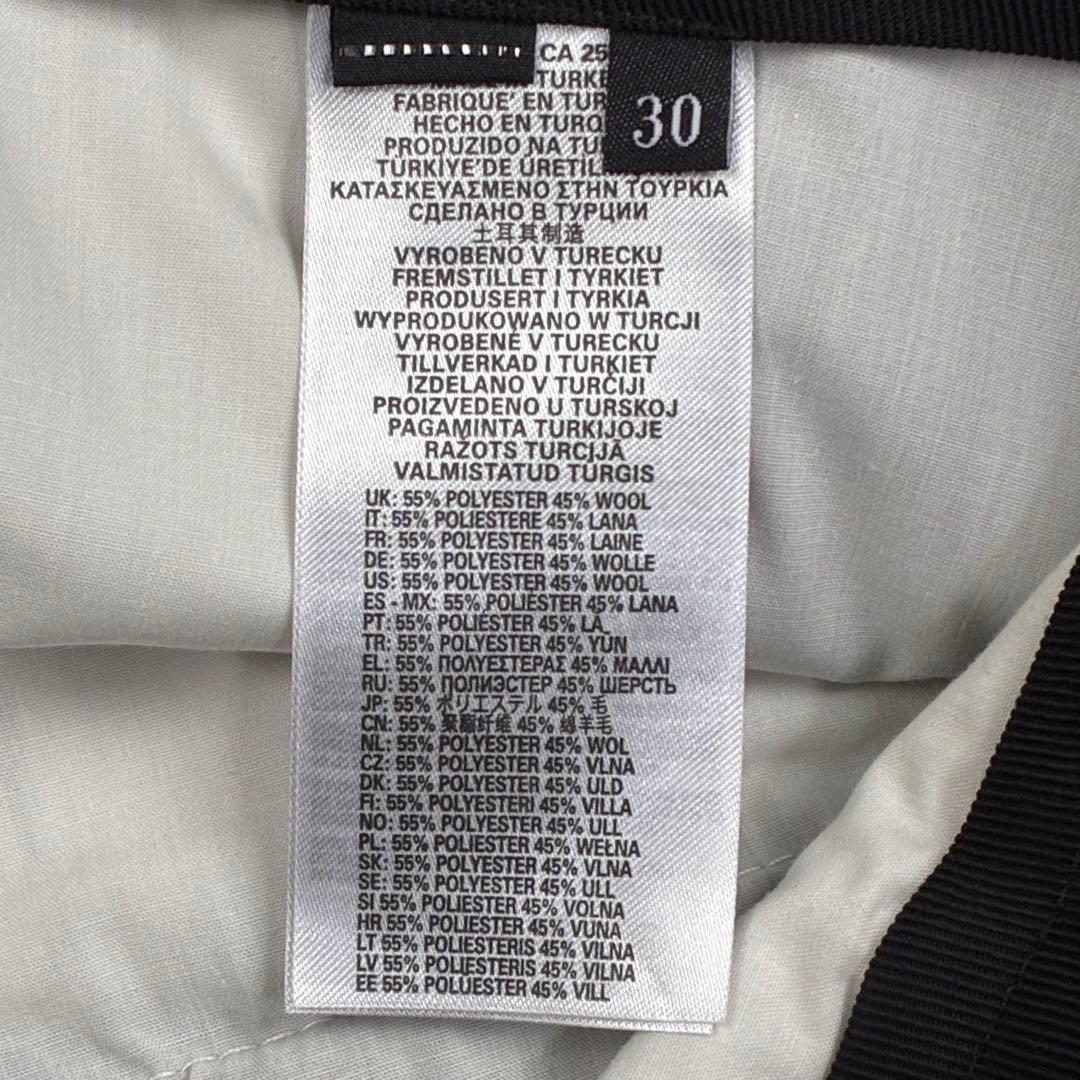 CA 25
TURKE
FABRIQUE' EN TUR
HECHO EN TURQ
PRODUZIDO NA TU
TÜRKIYE'DE ÜRETIL
30
ΚΑΤΑΣΚΕΥΑΣΜΕΝΟ ΣΤΗΝ ΤΟΥΡΚΙΑ
СДЕЛАНО В ТУРЦИИ
土耳其制造
VYROBENO V TURECKU
FREMSTILLET I TYRKIET
PRODUSERT I TYRKIA
WYPRODUKOWANO W TURCJI
VYROBENÉ V TURECKU
TILLVERKAD I TURKIET
IZDELANO V TURČIJI
PROIZVEDENO U TURSKOJ
PAGAMINTA TURKIJOJE
RAŽOTS TURCIJĀ
VALMISTATUD TÜRGIS
UK: 55% POLYESTER 45% WOOL
IT: 55% POLIESTERE 45% LANA
FR: 55% POLYESTER 45% LAINE
DE: 55% POLYESTER 45% WOLLE
US: 55% POLYESTER 45% WOOL
ES - MX: 55% POLIESTER 45% LANA
PT: 55% POLYESTER 45% LÃ
TR: 55% POLYESTER 45% YÜN
EL: 55% ΠΟΛΥΕΣΤΕΡΑΣ 45% ΜΑΛΛΙ
RU: 55% ПОЛИЭСТЕР 45% ШЕРСТЬ
JP: 55% ポリエステル 45% 毛
CN: 55% 聚酯纤维 45% 绵羊毛
NL: 55% POLYESTER 45% WOL
CZ: 55% POLYESTER 45% VLNA
DK: 55% POLYESTER 45% ULD
FI: 55% POLYESTERI 45% VILLA
NO: 55% POLYESTER 45% ULL
PL: 55% POLYESTER 45% WEŁNA
SK: 55% POLYESTER 45% VLNA
SE: 55% POLYESTER 45% ULL
SI 55% POLYESTER 45% VOLNA
HR 55% POLIESTER 45% VUNA
LT 55% POLIESTERIS 45% VILNA
LV 55% POLIESTERIS 45% VILNA
EE 55% POLUESTER 45% VILL